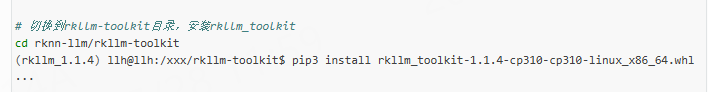 # 切换到rkllm-toolkit目录，安装rkllm_toolkit
cd rknn-llm/rkllm-toolkit
(rkllm_1.1.4) llh@llh:/xxx/rkllm-toolkit$ pip3 install rkllm_toolkit-1.1.4-cp310-cp310-linux_x86_64.whl
...